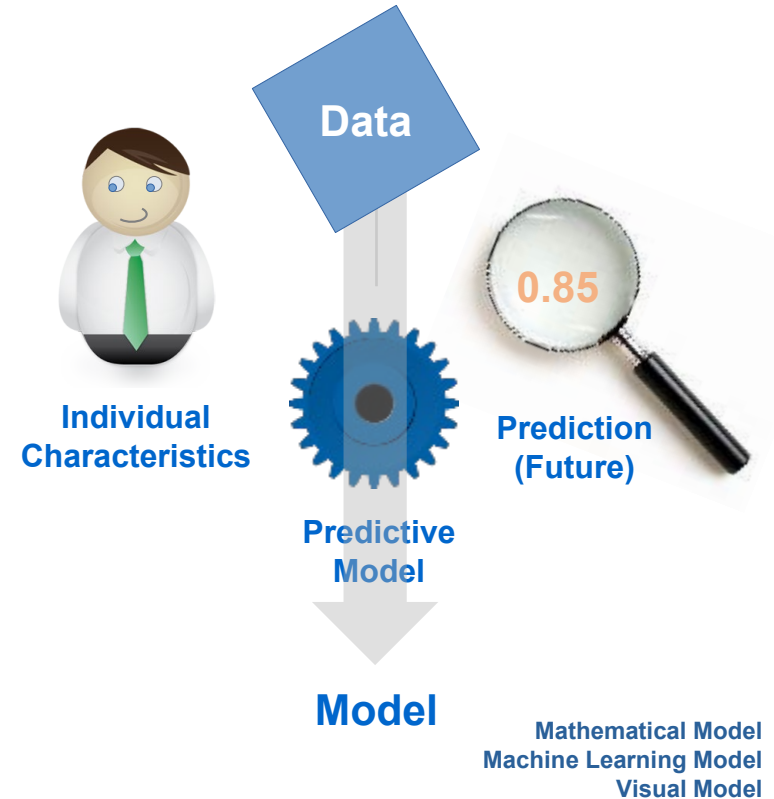 Data
0.85
Individual
Characteristics
Prediction
(Future)
Predictive
Model
Model
Mathematical Model
Machine Learning Model
Visual Model